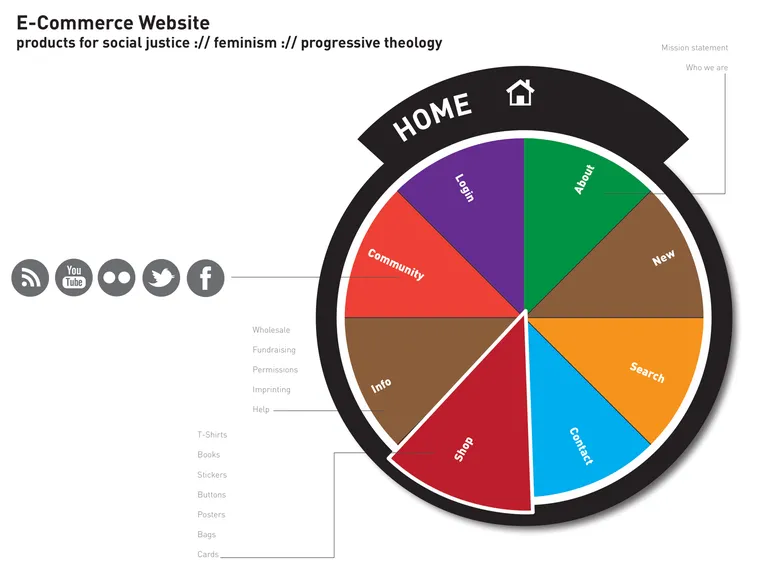 E-Commerce Website
products for social justice :// feminism :// progressive theology
Mission statement
Who we are
HOME
Login
About
Community
New
You
Tube
f
Info
Search
Shop
Contact
Wholesale
Fundraising
Permissions
Imprinting
Help
T-Shirts
Books
Stickers
Buttons
Posters
Bags
Cards